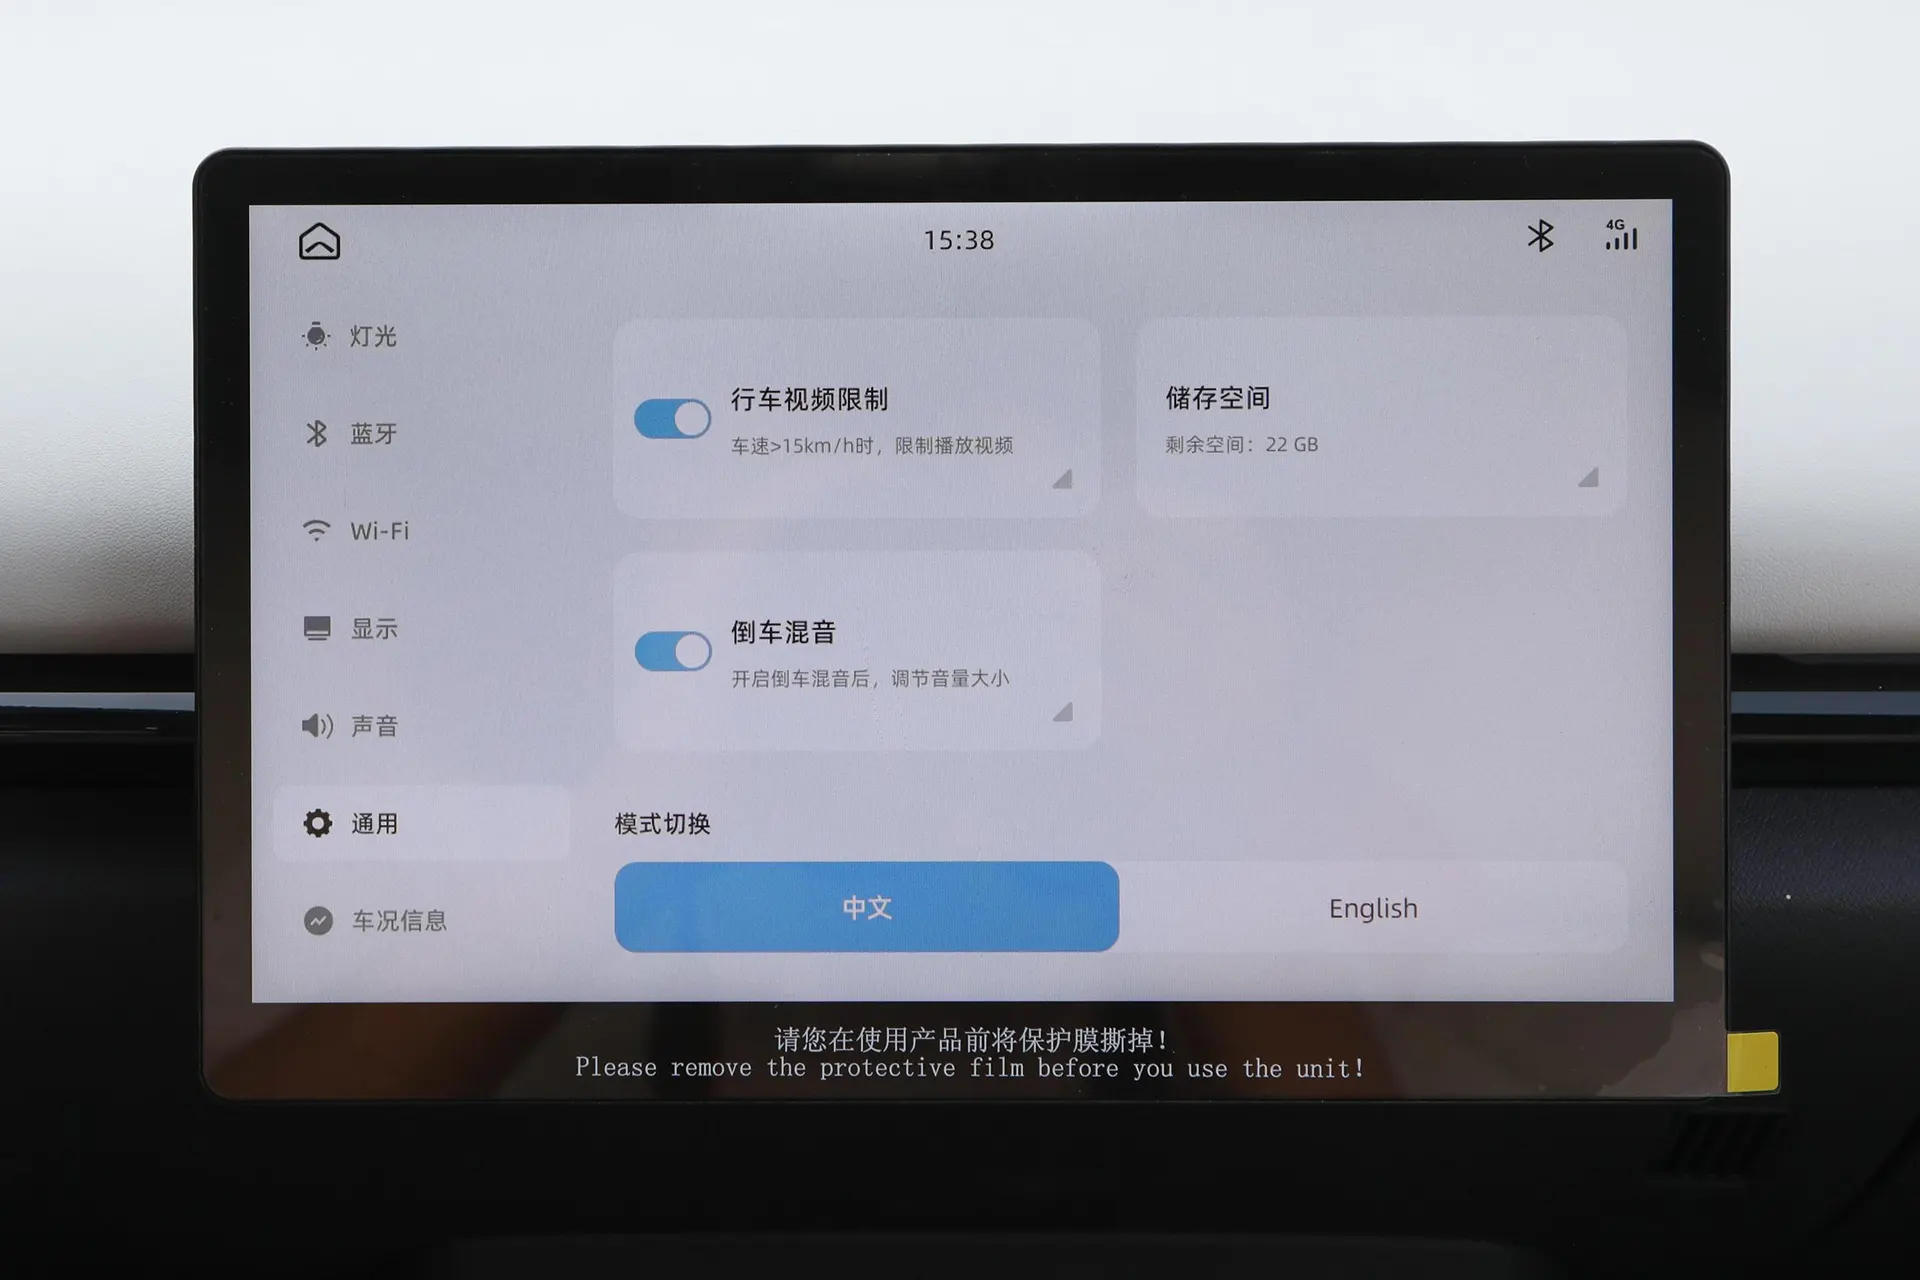 15:38
4G
灯光
蓝牙
Wi-Fi
显示
声音
通用
车况信息
行车视频限制
车速>15km/h时，限制播放视频
储存空间
剩余空间：22 GB
倒车混音
开启倒车混音后，调节音量大小
模式切换
中文
English
请您在使用产品前将保护膜撕掉！
Please remove the protective film before you use the unit!